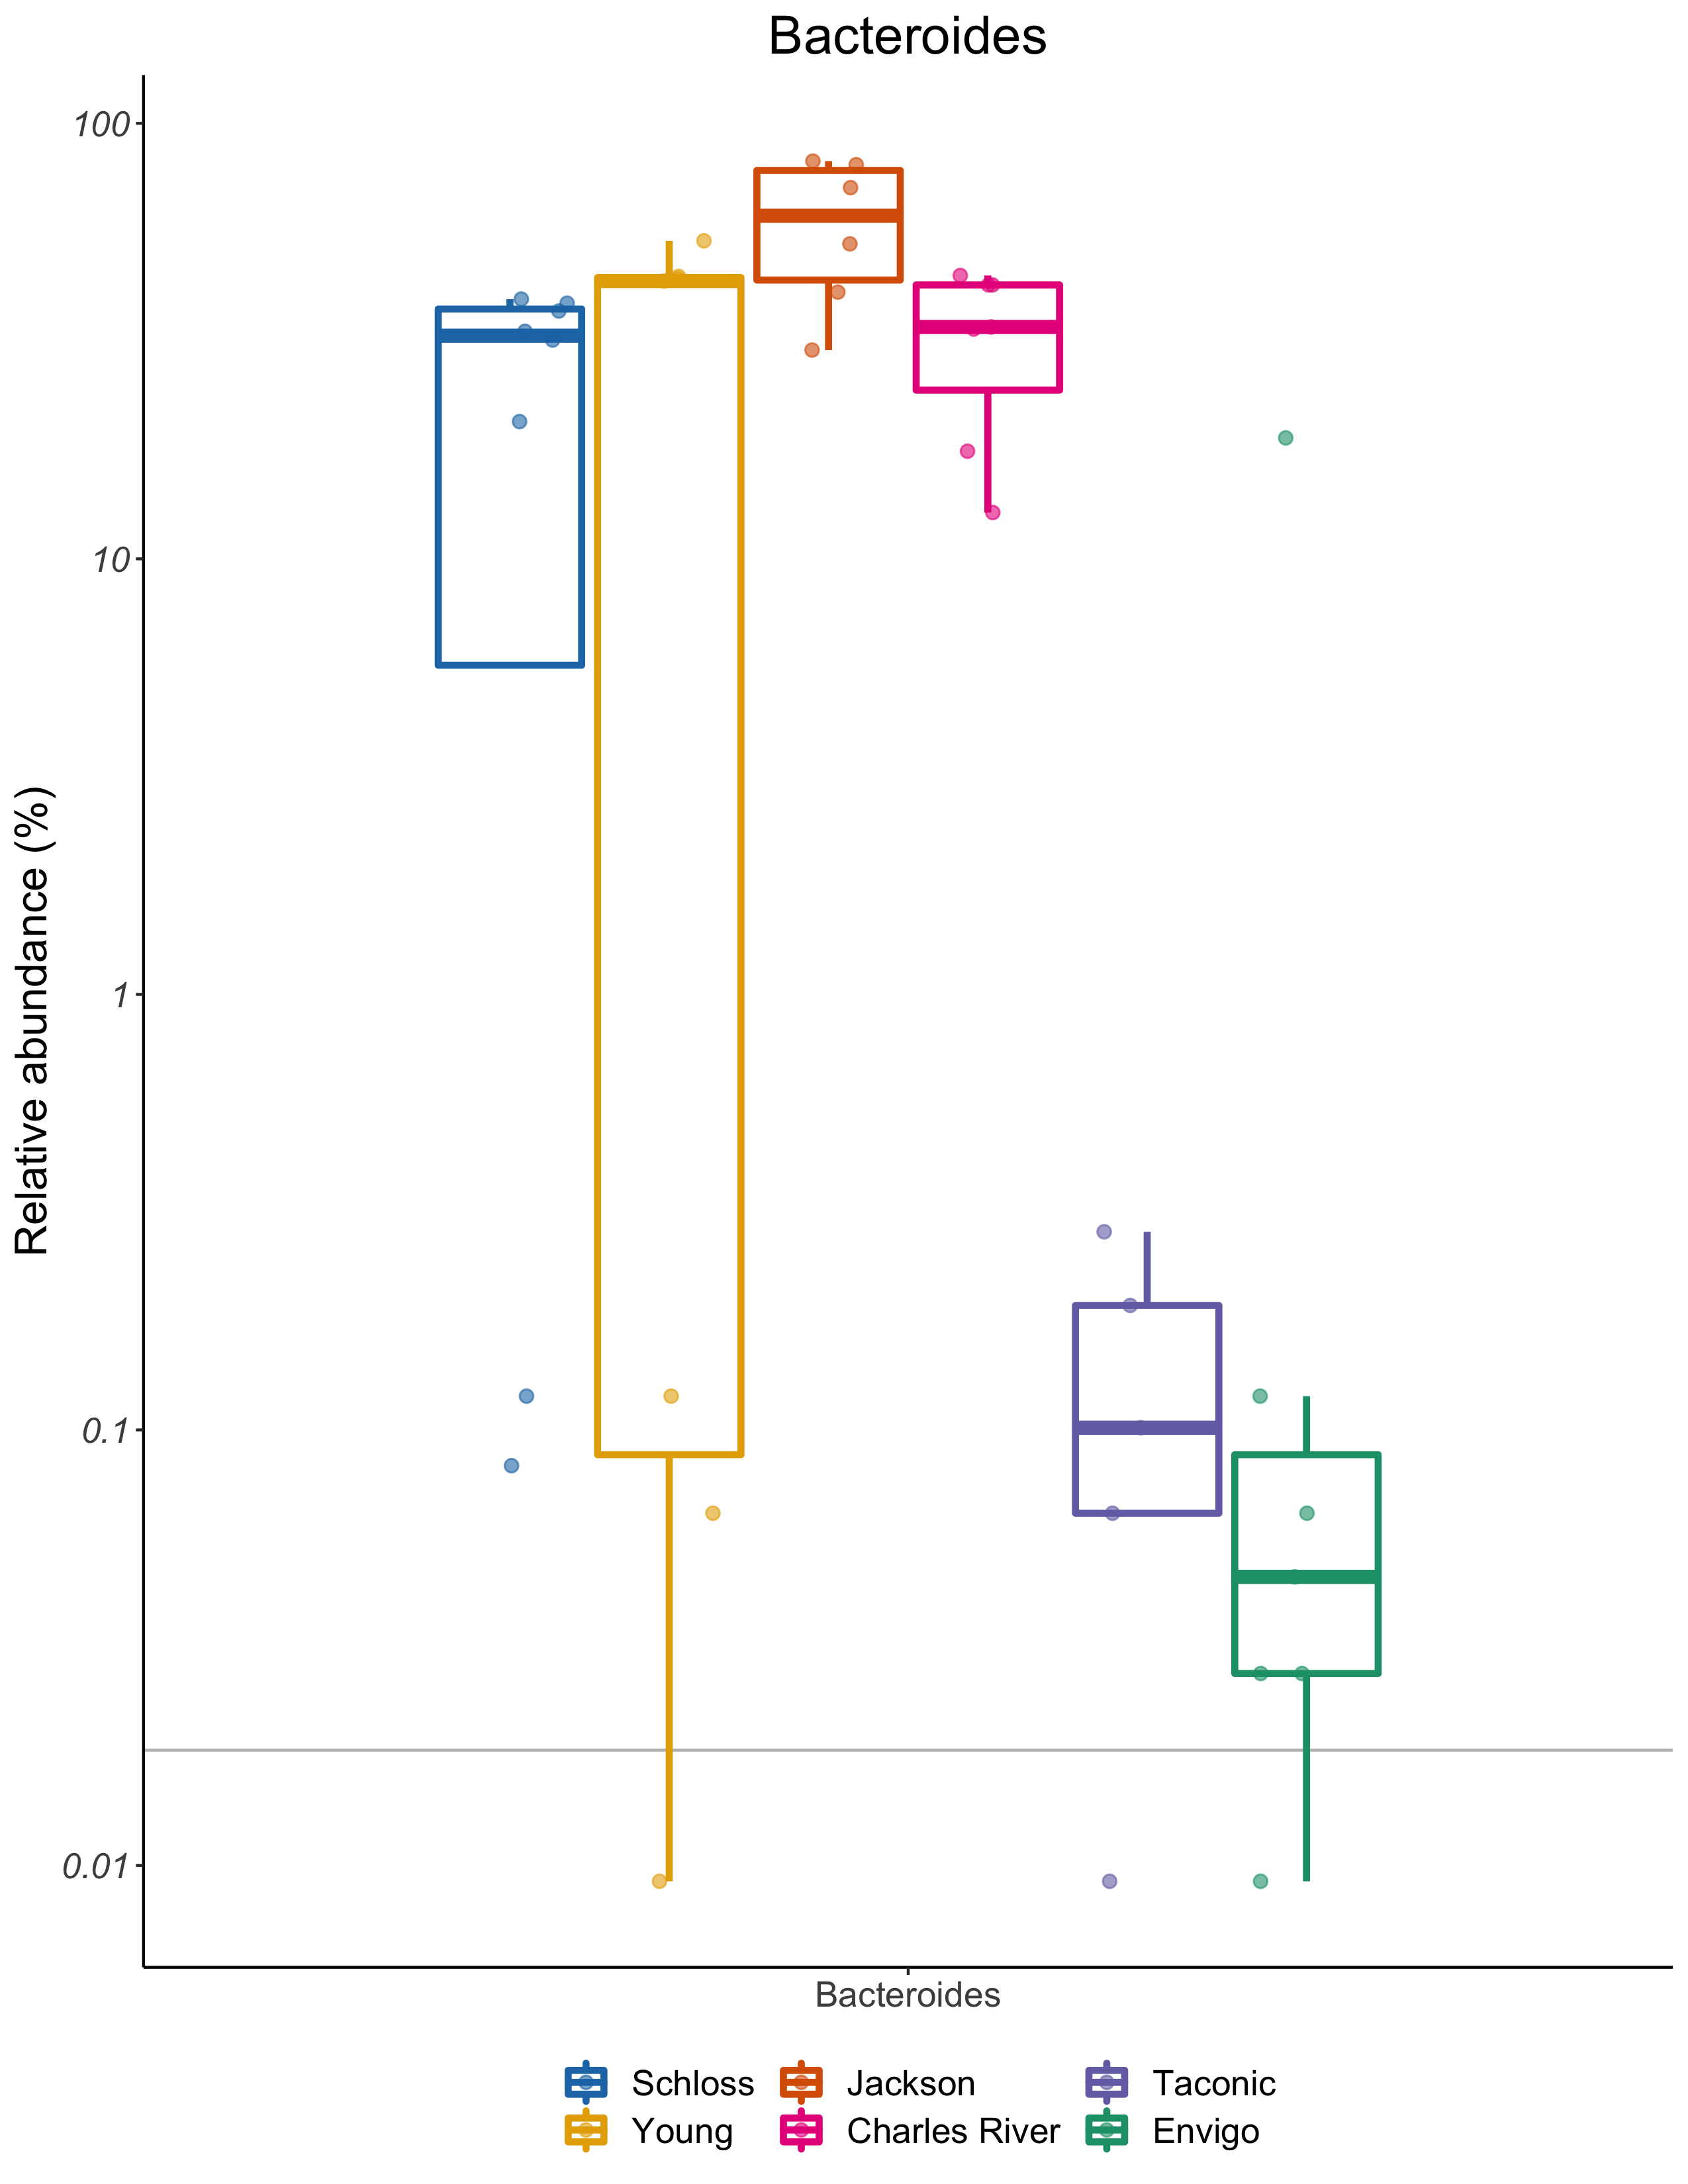 Bacteroides
100
10
1
0.1
0.01
Relative abundance (%)
Bacteroides
Schloss Jackson Taconic
Young Charles River Envigo